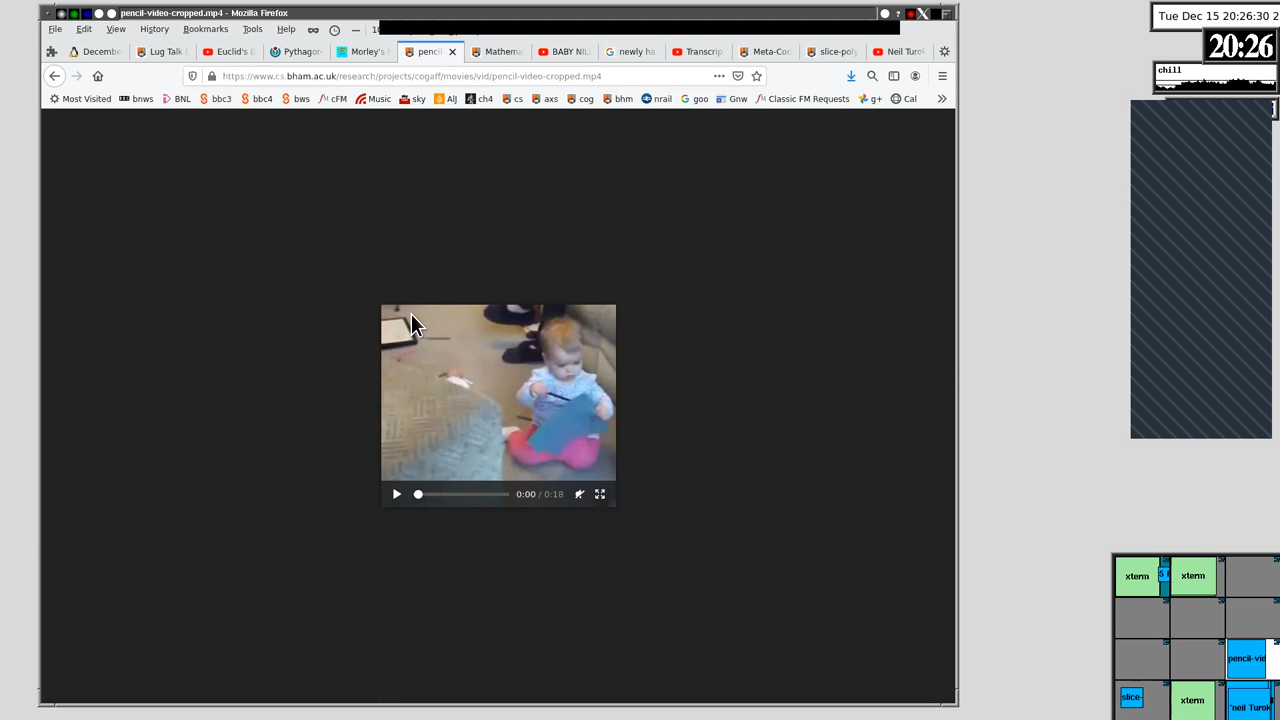 pencil-video-cropped.mp4 - Mozilla Firefox
File Edit View History Bookmarks Tools Help
Decembe Lug Talk Euclid's B Pythagor Morley's pencil- Mathema BABY NIL newly ha Transcrip Meta-Co slice-poly Neil Turo
https://www.cs.bham.ac.uk/research/projects/cogaff/movies/vid/pencil-video-cropped.mp4
Most Visited bnws BNL bbc3 bbc4 bws cFM Music sky AlJ ch4 cs axs cog bhm nrail goo Gnw Classic FM Requests g+ Cal
0:00 / 0:18
Tue Dec 15 20:26:30 2
20:26
chill
xterm xterm
pencil-vid
slice- xterm "neil Turok